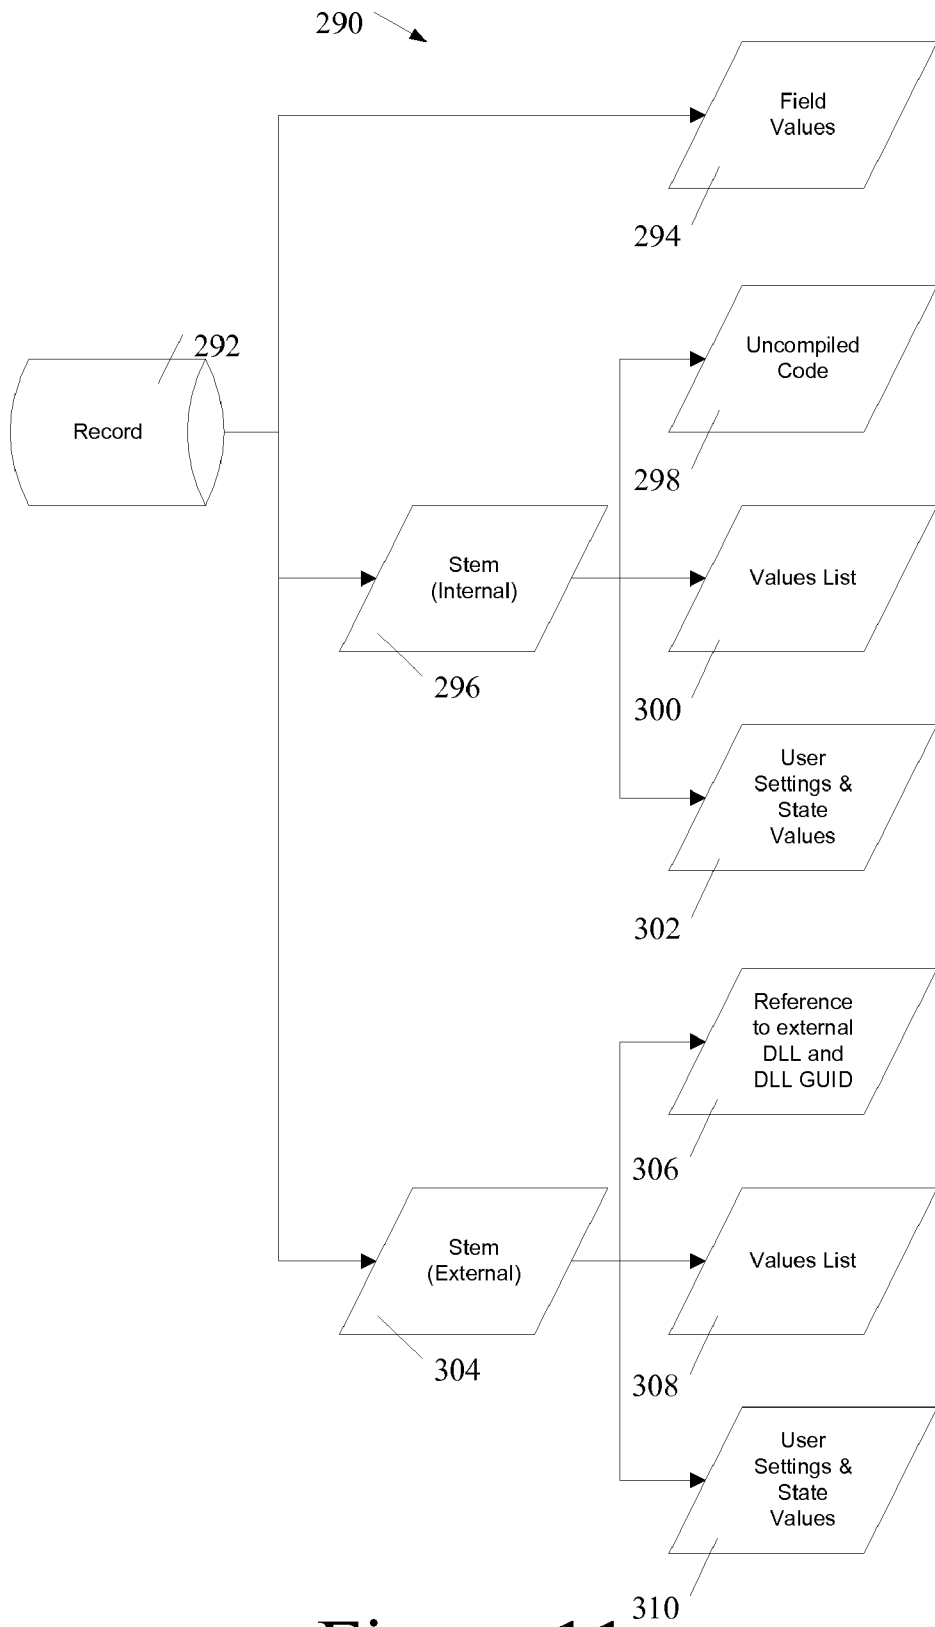 290
Field
Values
294
292
Record
Uncompiled
Code
298
Stem
(Internal)
296
Values List
300
User
Settings &
State
Values
302
Reference
to external
DLL and
DLL GUID
306
Stem
(External)
304
Values List
308
User
Settings &
State
Values
310